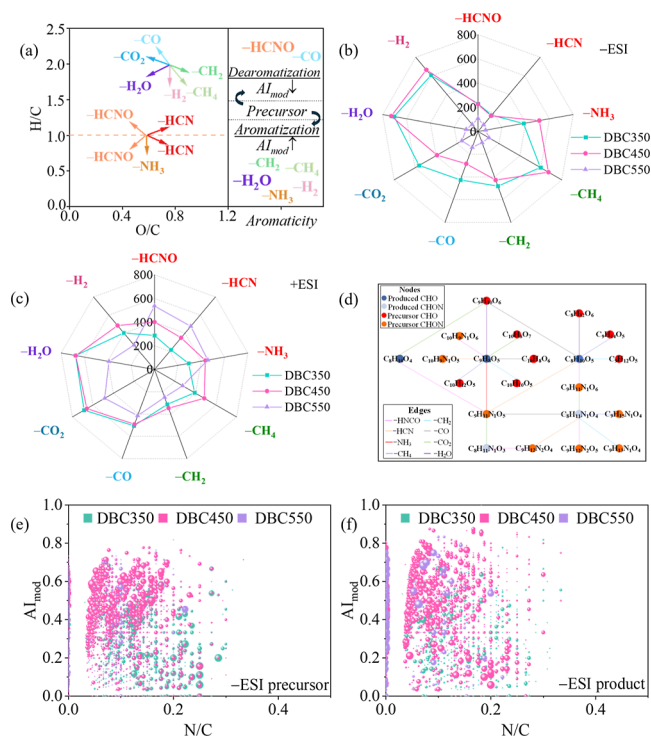 (a)
2.5
2.0
1.5
1.0
0.5
0.0
H/C
0.0
0.4
0.8
1.2
O/C
−CO
−CO₂
−H₂O
−CH₂
−H₂
−CH₄
−HCNO
−HCNO
−HCN
−HCN
−NH₃
−HCNO
−CO
Dearomatization
AImod↓
Precursor
Aromatization
AImod↑
−CH₂
−CH₄
−H₂O
−H₂
−NH₃
Aromaticity
(b)
−ESI
−HCNO
−HCN
−NH₃
−CH₄
−CH₂
−CO
−CO₂
−H₂O
−H₂
800
600
400
200
0
DBC350
DBC450
DBC550
(c)
+ESI
−HCNO
−HCN
−NH₃
−CH₄
−CH₂
−CO
−CO₂
−H₂O
−H₂
800
600
400
200
0
DBC350
DBC450
DBC550
(d)
Nodes
Produced CHO
Produced CHON
Precursor CHO
Precursor CHON
Edges
−HNCO
−HCN
−NH₃
−CH₄
−CH₂
−CO
−CO₂
−H₂O
(e)
DBC350 DBC450 DBC550
1.0
0.8
0.6
0.4
0.2
0.0
AImod
0.0
0.2
0.4
N/C
−ESI precursor
(f)
DBC350 DBC450 DBC550
1.0
0.8
0.6
0.4
0.2
0.0
AImod
0.0
0.2
0.4
N/C
−ESI product